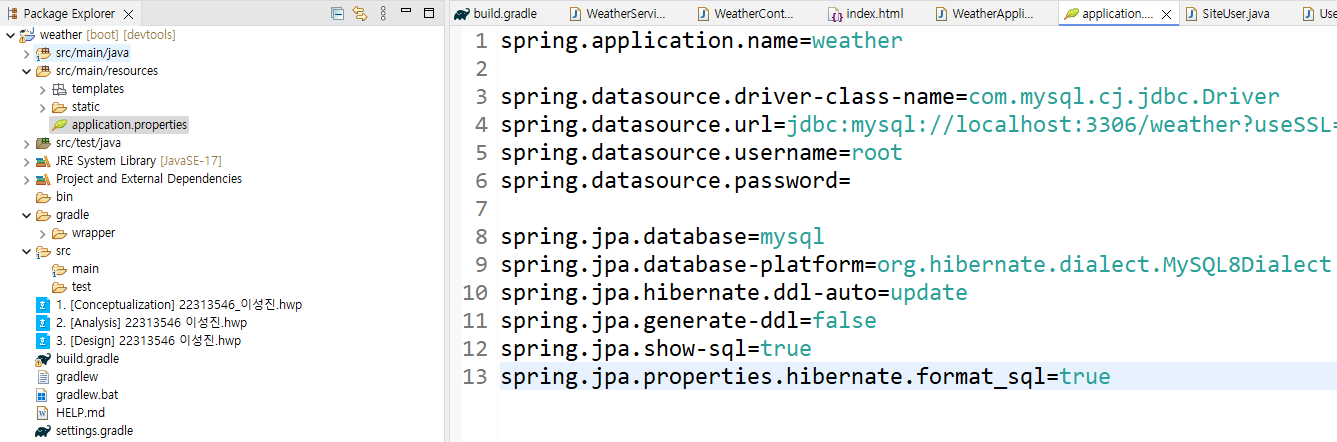 Package Explorer
weather [boot] [devtools]
src/main/java
src/main/resources
templates
static
application.properties
src/test/java
JRE System Library [JavaSE-17]
Project and External Dependencies
bin
gradle
wrapper
src
main
test
1. [Conceptualization] 22313546_이성진.hwp
2. [Analysis] 22313546 이성진.hwp
3. [Design] 22313546 이성진.hwp
build.gradle
gradlew
gradlew.bat
HELP.md
settings.gradle
build.gradle WeatherServi... WeatherCont... index.html WeatherAppli... application.... SiteUser.java Use
1 spring.application.name=weather
2
3 spring.datasource.driver-class-name=com.mysql.cj.jdbc.Driver
4 spring.datasource.url=jdbc:mysql://localhost:3306/weather?useSSL=
5 spring.datasource.username=root
6 spring.datasource.password=
7
8 spring.jpa.database=mysql
9 spring.jpa.database-platform=org.hibernate.dialect.MySQL8Dialect
10 spring.jpa.hibernate.ddl-auto=update
11 spring.jpa.generate-ddl=false
12 spring.jpa.show-sql=true
13 spring.jpa.properties.hibernate.format_sql=true